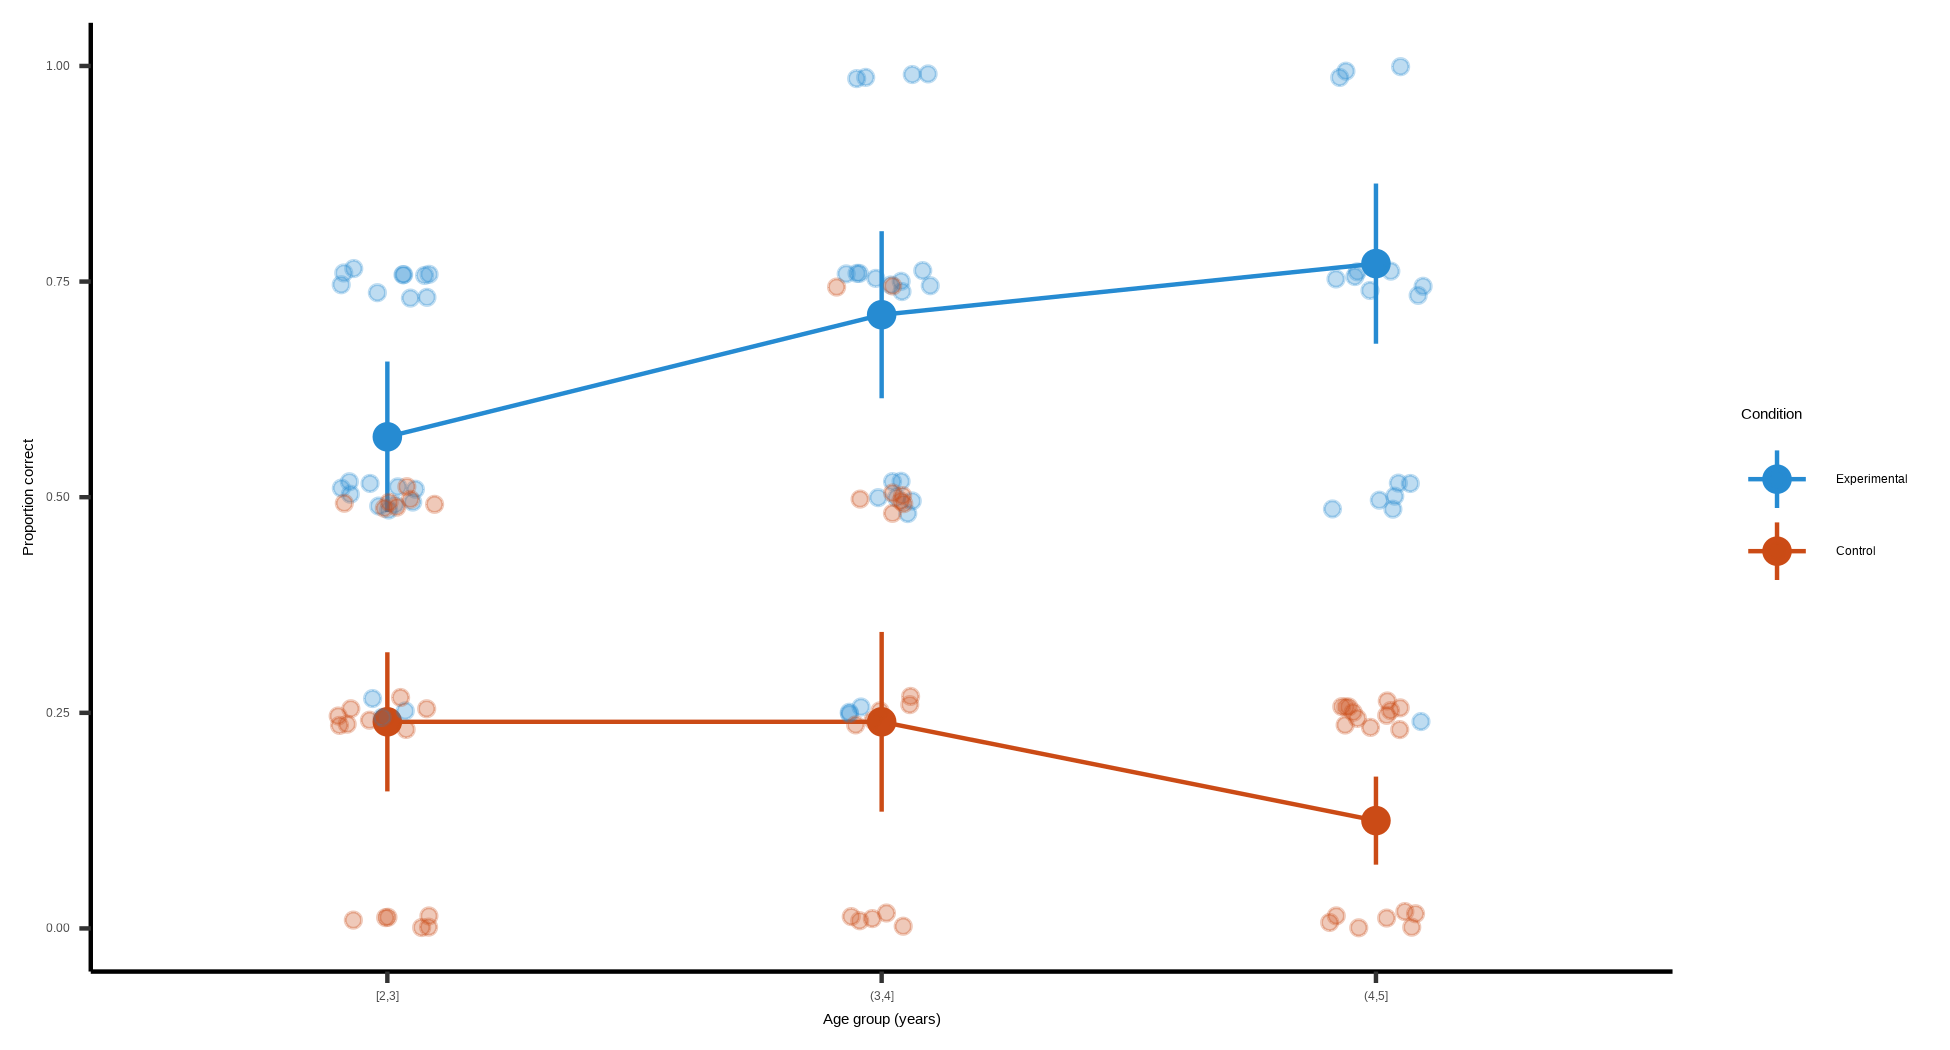 1.00
0.75
0.50
0.25
0.00
Proportion correct
[2,3]
(3,4]
(4,5]
Age group (years)
Condition
Experimental
Control